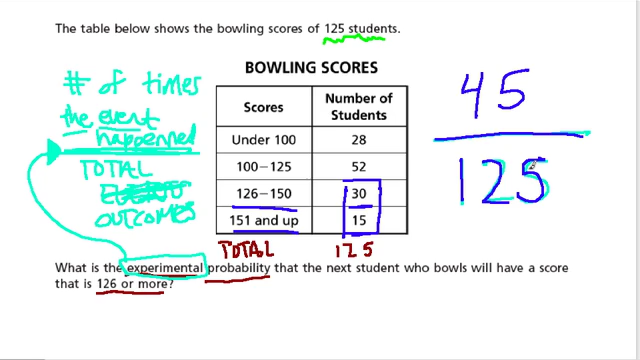 The table below shows the bowling scores of 125 students.
BOWLING SCORES
Scores Number of Students
Under 100 28
100–125 52
126–150 30
151 and up 15
TOTAL 125
# of times
the event
happened
TOTAL
OUTCOMES
45
125
What is the experimental probability that the next student who bowls will have a score
that is 126 or more?